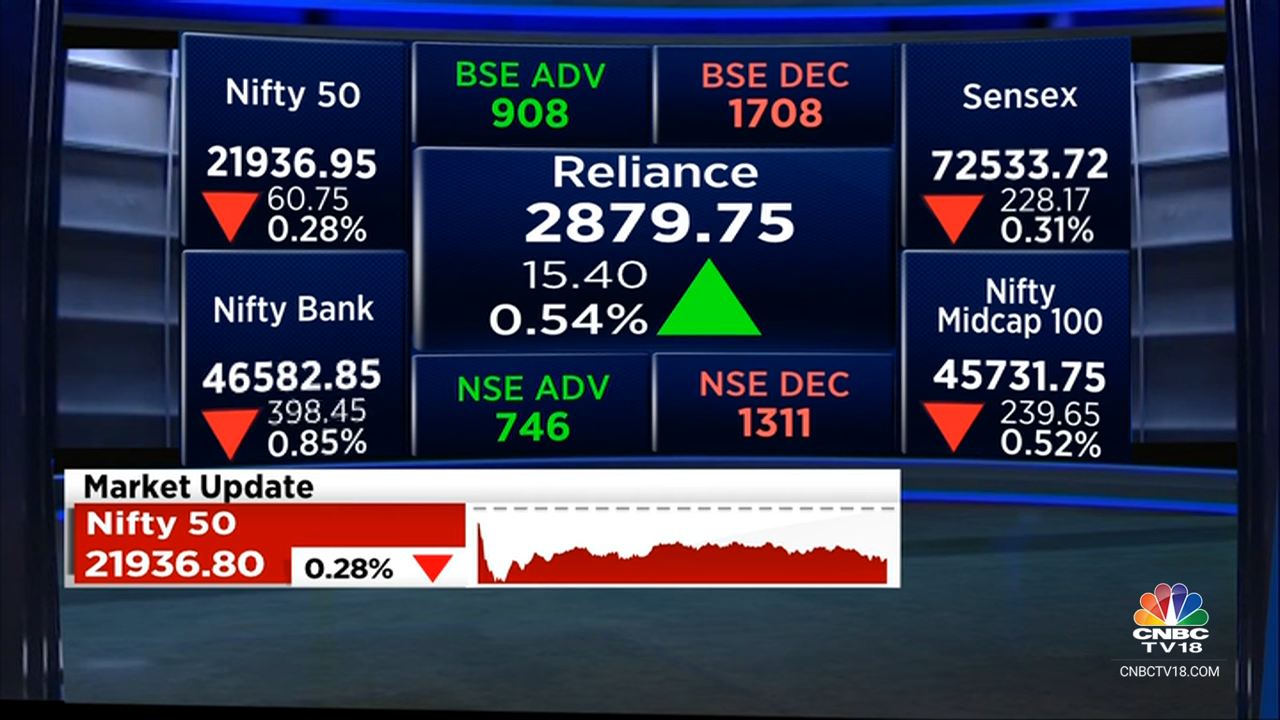 Nifty 50
21936.95
60.75
0.28%
BSE ADV
908
BSE DEC
1708
Sensex
72533.72
228.17
0.31%
Reliance
2879.75
15.40
0.54%
Nifty Bank
46582.85
398.45
0.85%
NSE ADV
746
NSE DEC
1311
Nifty
Midcap 100
45731.75
239.65
0.52%
Market Update
Nifty 50
21936.80
0.28%
CNBC
TV18
CNBCTV18.COM